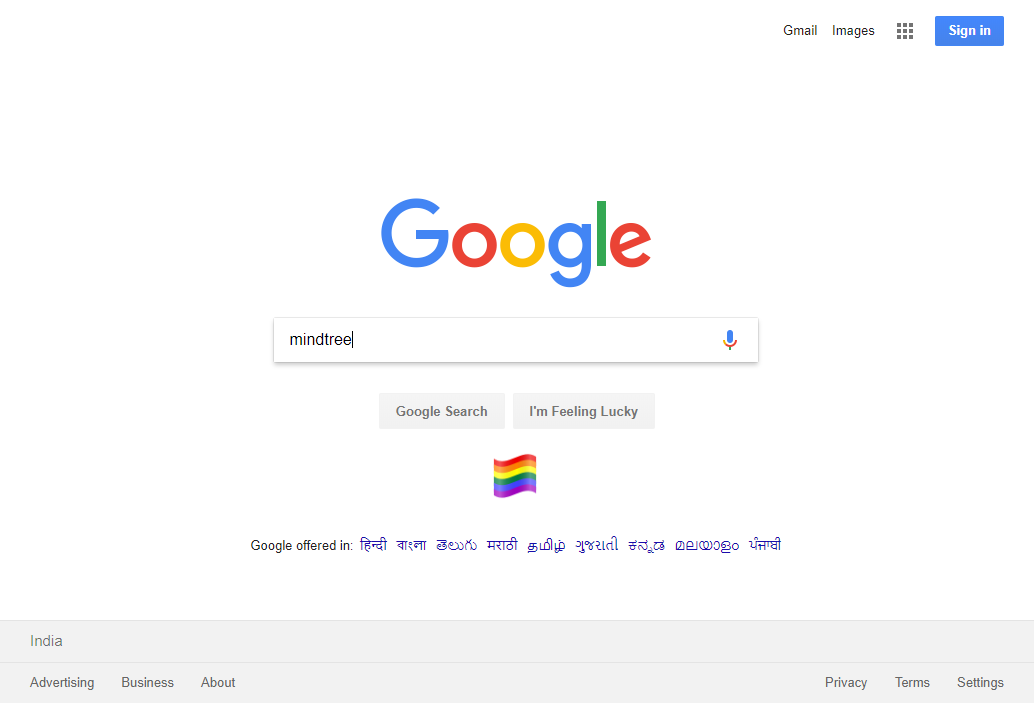 Gmail Images Sign in
Google
mindtree
Google Search I'm Feeling Lucky
Google offered in: हिन्दी বাংলা తెలుగు मराठी தமிழ் ગુજરાતી ಕನ್ನಡ മലയാളം ਪੰਜਾਬੀ
India
Advertising Business About Privacy Terms Settings